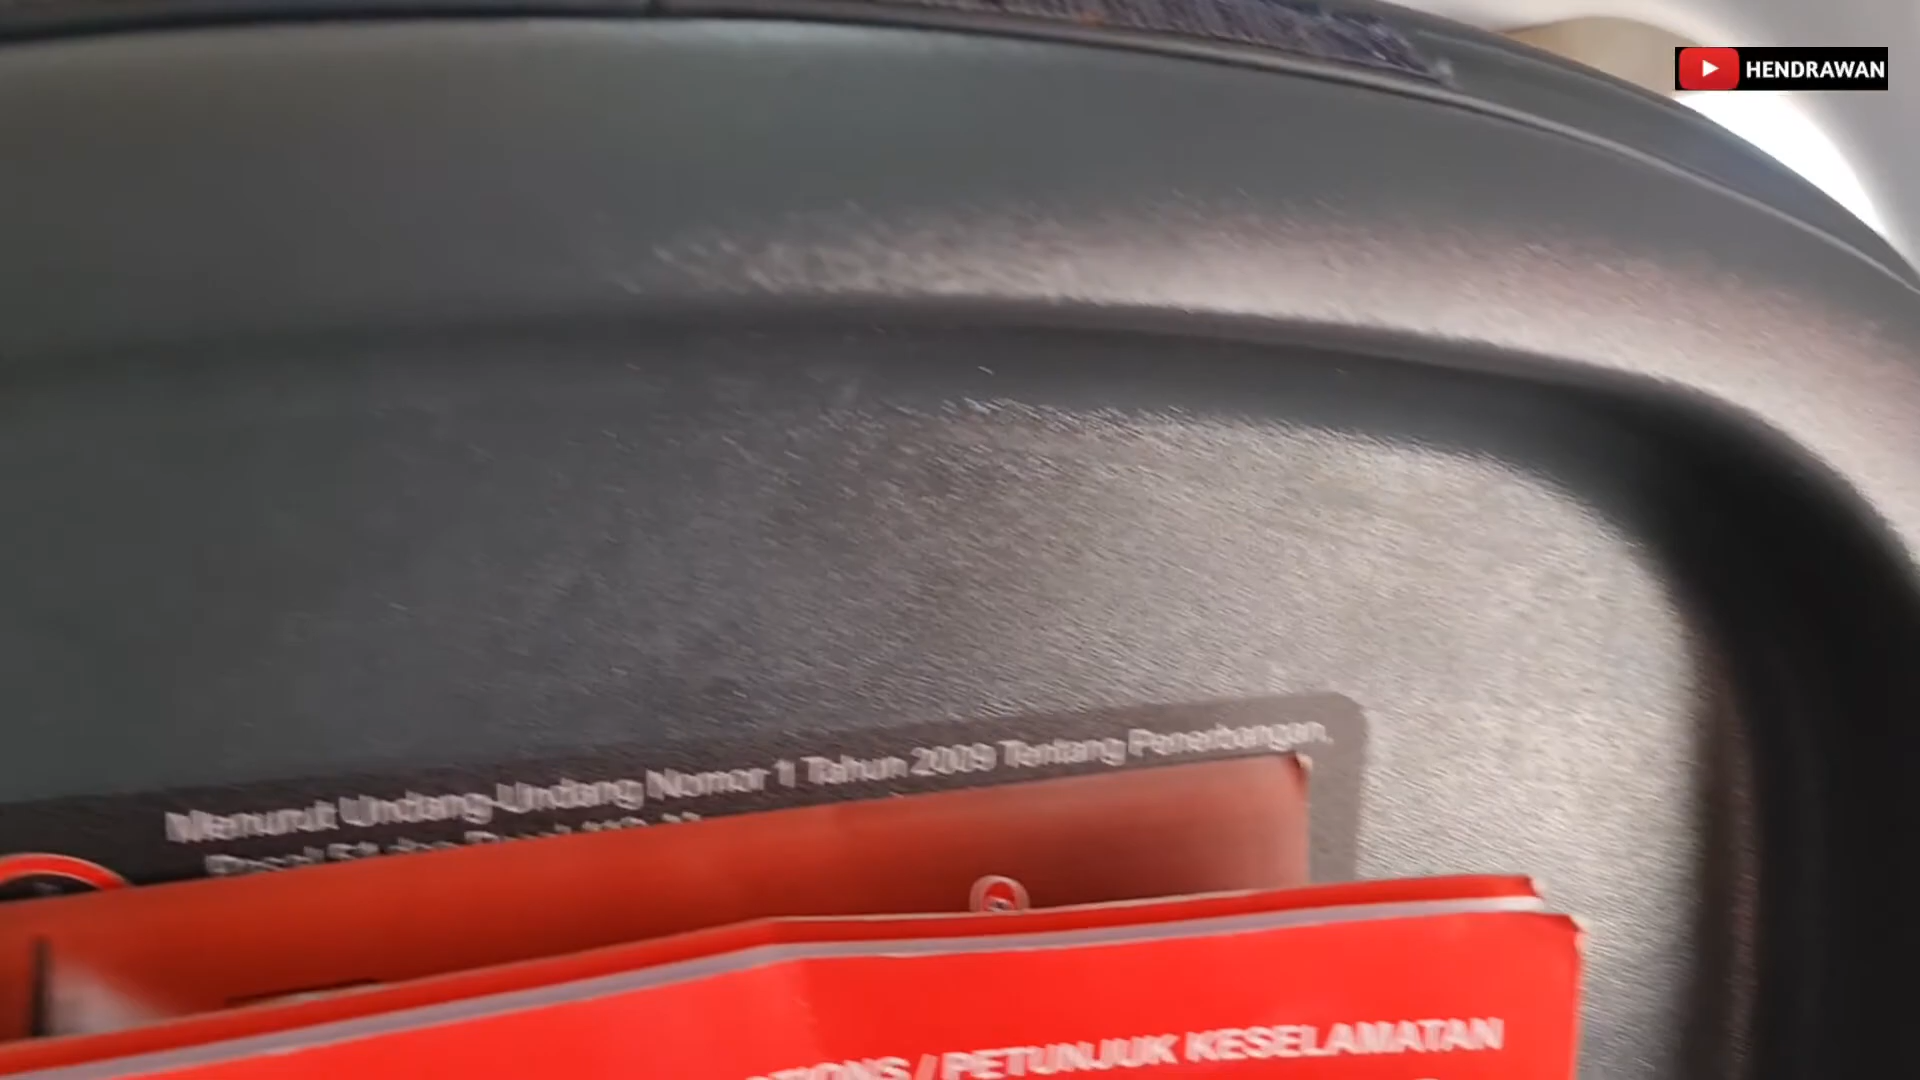 HENDRAWAN
Menurut Undang-Undang Nomor 1 Tahun 2009 Tentang Penerbangan,
/ PETUNJUK KESELAMATAN